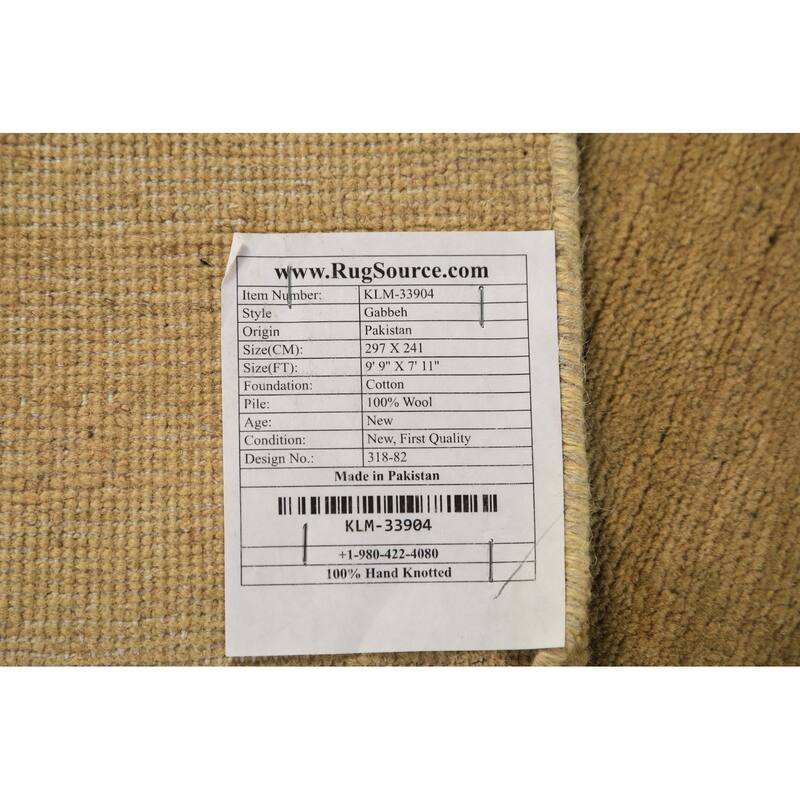 www.RugSource.com
Item Number: KLM-33904
Style Gabbeh
Origin Pakistan
Size(CM): 297 X 241
Size(FT): 9' 9" X 7' 11"
Foundation: Cotton
Pile: 100% Wool
Age: New
Condition: New, First Quality
Design No.: 318-82
Made in Pakistan
KLM-33904
+1-980-422-4080
100% Hand Knotted